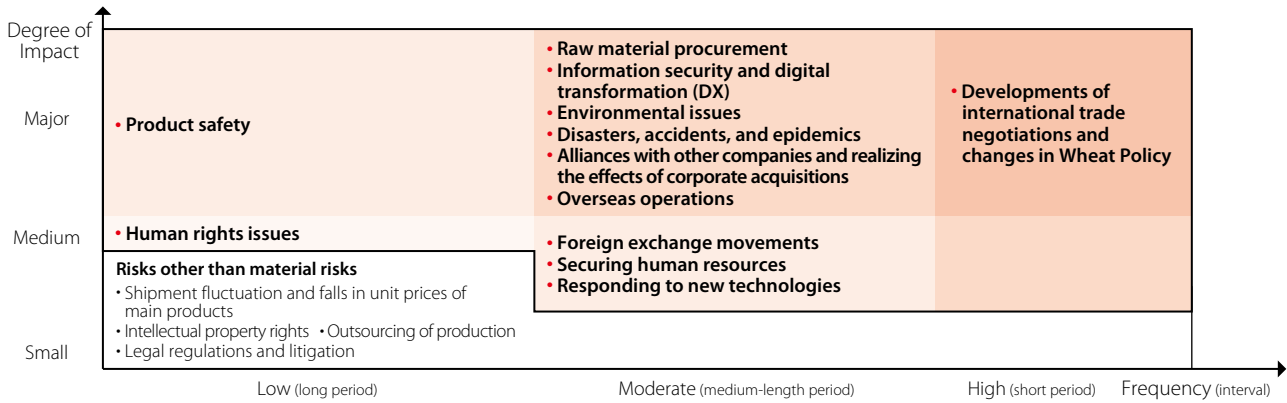 Degree of
Impact
Major
Medium
Small
• Product safety
• Human rights issues
Risks other than material risks
• Shipment fluctuation and falls in unit prices of
main products
• Intellectual property rights • Outsourcing of production
• Legal regulations and litigation
• Raw material procurement
• Information security and digital
transformation (DX)
• Environmental issues
• Disasters, accidents, and epidemics
• Alliances with other companies and realizing
the effects of corporate acquisitions
• Overseas operations
• Foreign exchange movements
• Securing human resources
• Responding to new technologies
• Developments of
international trade
negotiations and
changes in Wheat Policy
Low (long period)
Moderate (medium-length period)
High (short period)
Frequency (interval)